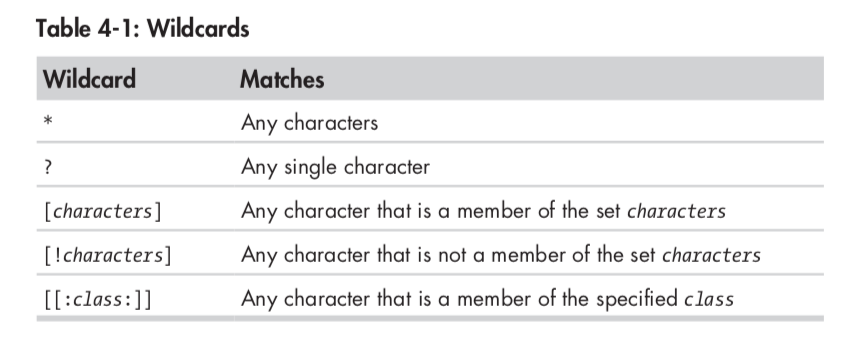 Table 4-1: Wildcards
Wildcard Matches
* Any characters
? Any single character
[characters] Any character that is a member of the set characters
[!characters] Any character that is not a member of the set characters
[[:class:]] Any character that is a member of the specified class